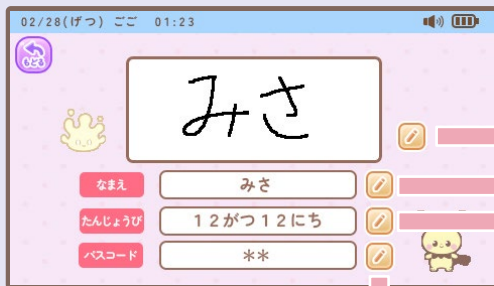 02/28(げつ) ごご 01:23
もどる
みさ
なまえ みさ
たんじょうび 12がつ12にち
パスコード **